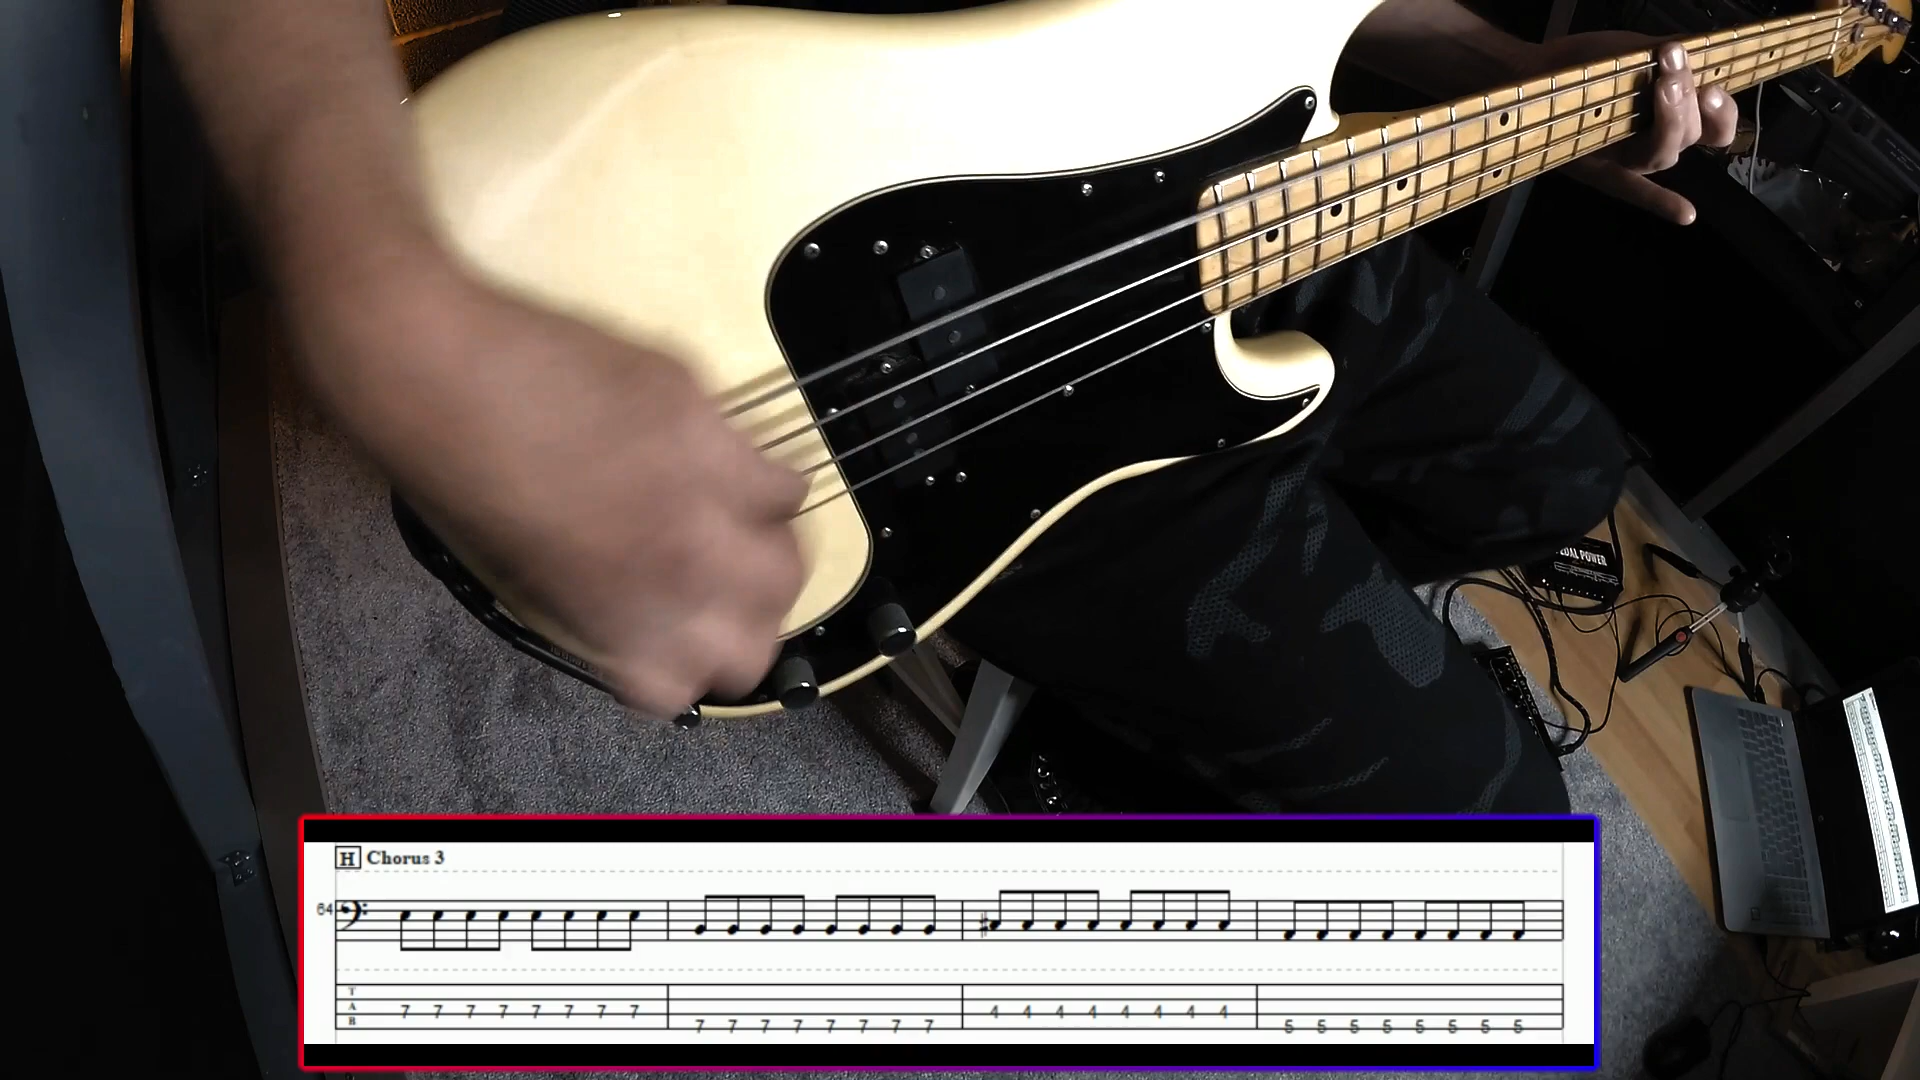 PEDAL POWER
H Chorus 3
64
T
A
B
7 7 7 7 7 7 7 7
7 7 7 7 7 7 7 7
4 4 4 4 4 4 4 4
5 5 5 5 5 5 5 5